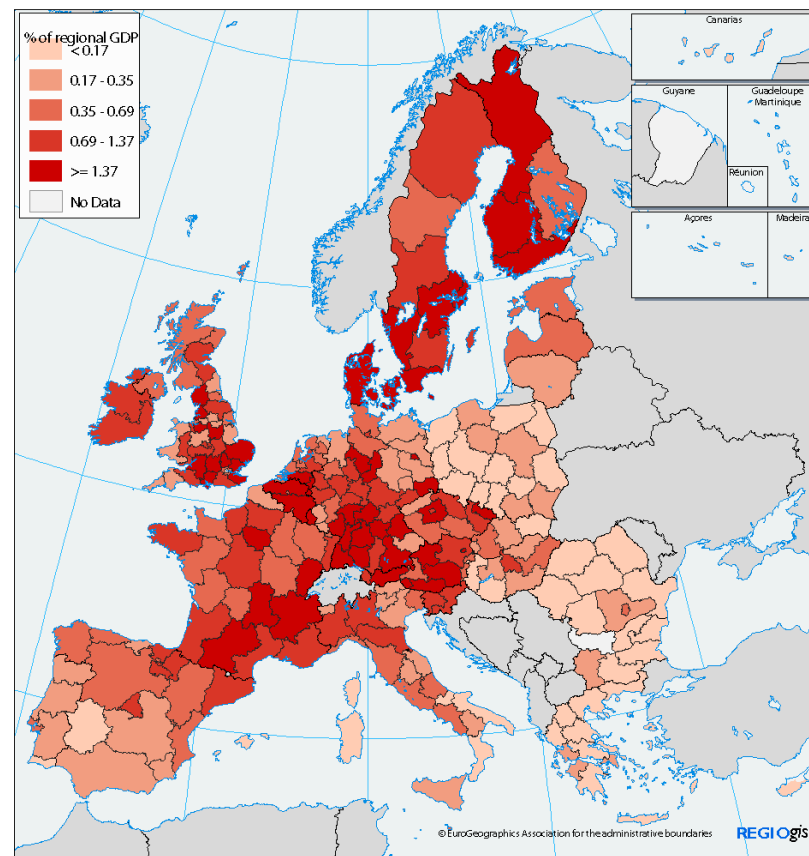 % of regional GDP
< 0.17
0.17 - 0.35
0.35 - 0.69
0.69 - 1.37
>= 1.37
No Data
Canarias
Guyane
Guadeloupe
Martinique
Réunion
Açores
Madeira
© EuroGeographics Association for the administrative boundaries
REGIOgis